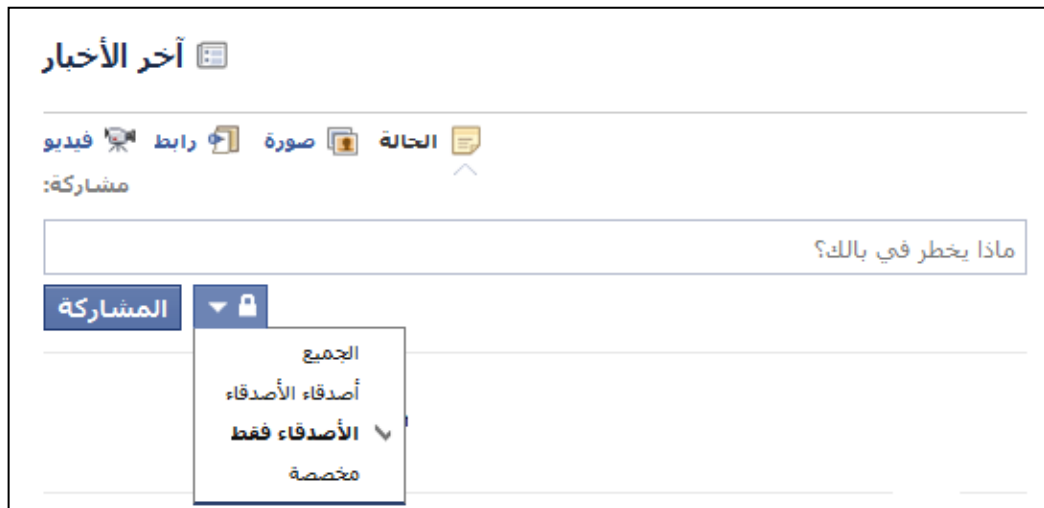 آخر الأخبار
الحالة صورة رابط فيديو
مشاركة:
ماذا يخطر في بالك؟
المشاركة
الجميع
أصدقاء الأصدقاء
الأصدقاء فقط
مخصصة